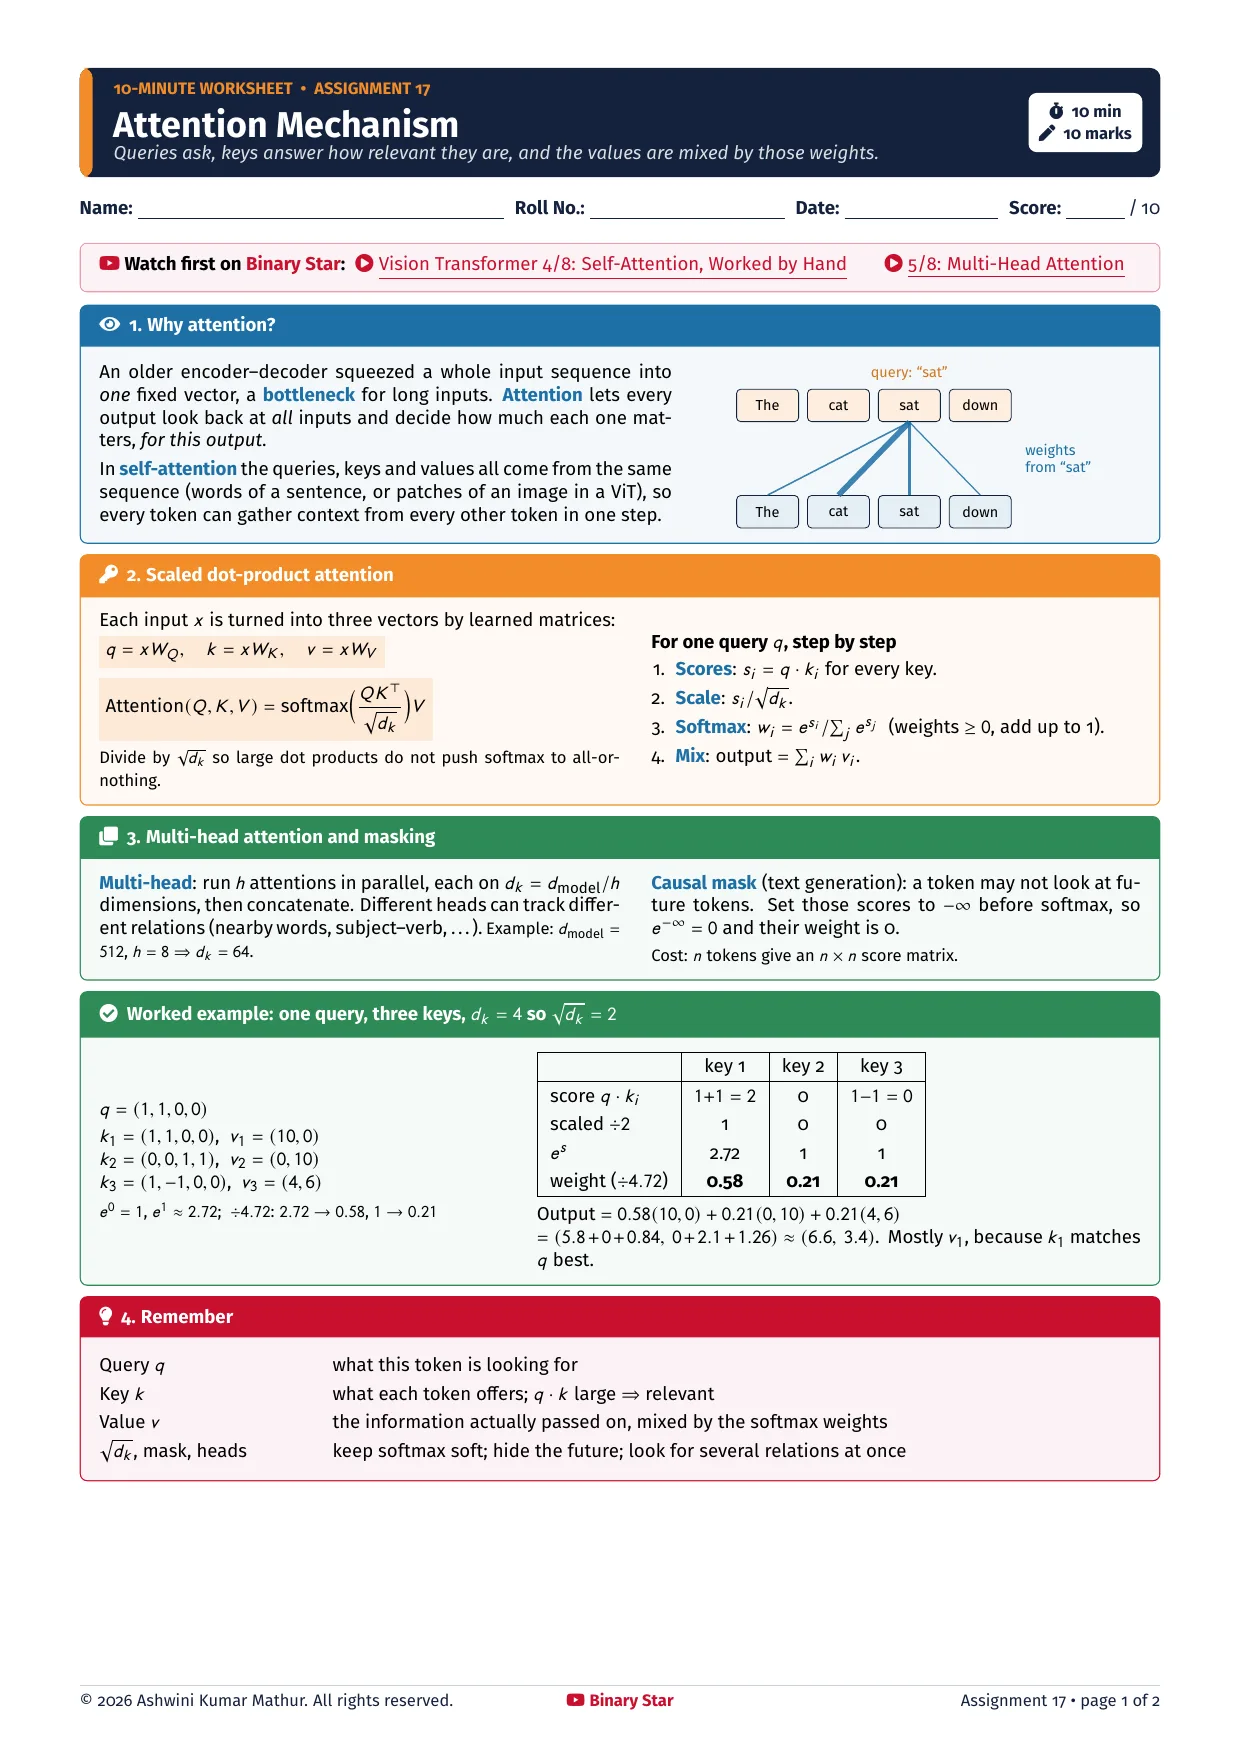 10-MINUTE WORKSHEET • ASSIGNMENT 17
Attention Mechanism
Queries ask, keys answer how relevant they are, and the values are mixed by those weights.
10 min
10 marks
Name: Roll No.: Date: Score: / 10
Watch first on Binary Star: Vision Transformer 4/8: Self-Attention, Worked by Hand 5/8: Multi-Head Attention
1. Why attention?
An older encoder–decoder squeezed a whole input sequence into
one fixed vector, a bottleneck for long inputs. Attention lets every
output look back at all inputs and decide how much each one mat-
ters, for this output.
In self-attention the queries, keys and values all come from the same
sequence (words of a sentence, or patches of an image in a ViT), so
every token can gather context from every other token in one step.
query: “sat”
The cat sat down
weights
from “sat”
The cat sat down
2. Scaled dot-product attention
Each input x is turned into three vectors by learned matrices:
q = xW_Q, k = xW_K, v = xW_V
Attention(Q, K, V) = softmax(QK^⊤/√d_k)V
Divide by √d_k so large dot products do not push softmax to all-or-
nothing.
For one query q, step by step
1. Scores: s_i = q · k_i for every key.
2. Scale: s_i/√d_k.
3. Softmax: w_i = e^{s_i}/∑_j e^{s_j} (weights ≥ 0, add up to 1).
4. Mix: output = ∑_i w_i v_i.
3. Multi-head attention and masking
Multi-head: run h attentions in parallel, each on d_k = d_model/h
dimensions, then concatenate. Different heads can track differ-
ent relations (nearby words, subject–verb, …). Example: d_model =
512, h = 8 ⇒ d_k = 64.
Causal mask (text generation): a token may not look at fu-
ture tokens. Set those scores to −∞ before softmax, so
e^{−∞} = 0 and their weight is 0.
Cost: n tokens give an n × n score matrix.
Worked example: one query, three keys, d_k = 4 so √d_k = 2
q = (1, 1, 0, 0)
k_1 = (1, 1, 0, 0), v_1 = (10, 0)
k_2 = (0, 0, 1, 1), v_2 = (0, 10)
k_3 = (1, −1, 0, 0), v_3 = (4, 6)
e^0 = 1, e^1 ≈ 2.72; ÷4.72: 2.72 → 0.58, 1 → 0.21
key 1 key 2 key 3
score q · k_i 1+1 = 2 0 1−1 = 0
scaled ÷2 1 0 0
e^s 2.72 1 1
weight (÷4.72) 0.58 0.21 0.21
Output = 0.58(10, 0) + 0.21(0, 10) + 0.21(4, 6)
= (5.8+0+0.84, 0+2.1+1.26) ≈ (6.6, 3.4). Mostly v_1, because k_1 matches
q best.
4. Remember
Query q what this token is looking for
Key k what each token offers; q · k large ⇒ relevant
Value v the information actually passed on, mixed by the softmax weights
√d_k, mask, heads keep softmax soft; hide the future; look for several relations at once
© 2026 Ashwini Kumar Mathur. All rights reserved. Binary Star Assignment 17 • page 1 of 2